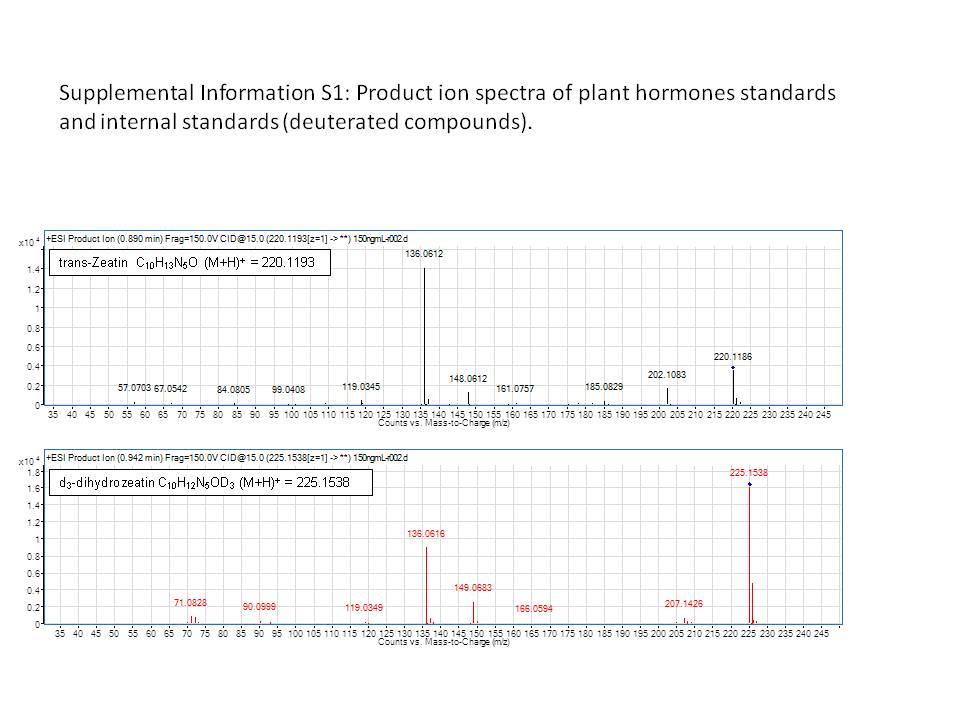 Supplemental Information S1: Product ion spectra of plant hormones standards
and internal standards (deuterated compounds).
x10 4
+ESI Product Ion (0.890 min) Frag=150.0V CID@15.0 (220.1193[z=1] -> **) 150ngmL-r002.d
trans-Zeatin C10H13N5O (M+H)+ = 220.1193
136.0612
1.4
1.2
1
0.8
0.6
0.4
0.2
0
57.0703 67.0542 84.0805 99.0408 119.0345 148.0612 161.0757 185.0829 202.1083 220.1186
35 40 45 50 55 60 65 70 75 80 85 90 95 100 105 110 115 120 125 130 135 140 145 150 155 160 165 170 175 180 185 190 195 200 205 210 215 220 225 230 235 240 245
Counts vs. Mass-to-Charge (m/z)
x10 4
+ESI Product Ion (0.942 min) Frag=150.0V CID@15.0 (225.1538[z=1] -> **) 150ngmL-r002.d
d3-dihydrozeatin C10H12N5OD3 (M+H)+ = 225.1538
225.1538
1.8
1.6
1.4
1.2
1
0.8
0.6
0.4
0.2
0
71.0828 90.0999 119.0349 136.0616 149.0683 166.0594 207.1426
35 40 45 50 55 60 65 70 75 80 85 90 95 100 105 110 115 120 125 130 135 140 145 150 155 160 165 170 175 180 185 190 195 200 205 210 215 220 225 230 235 240 245
Counts vs. Mass-to-Charge (m/z)